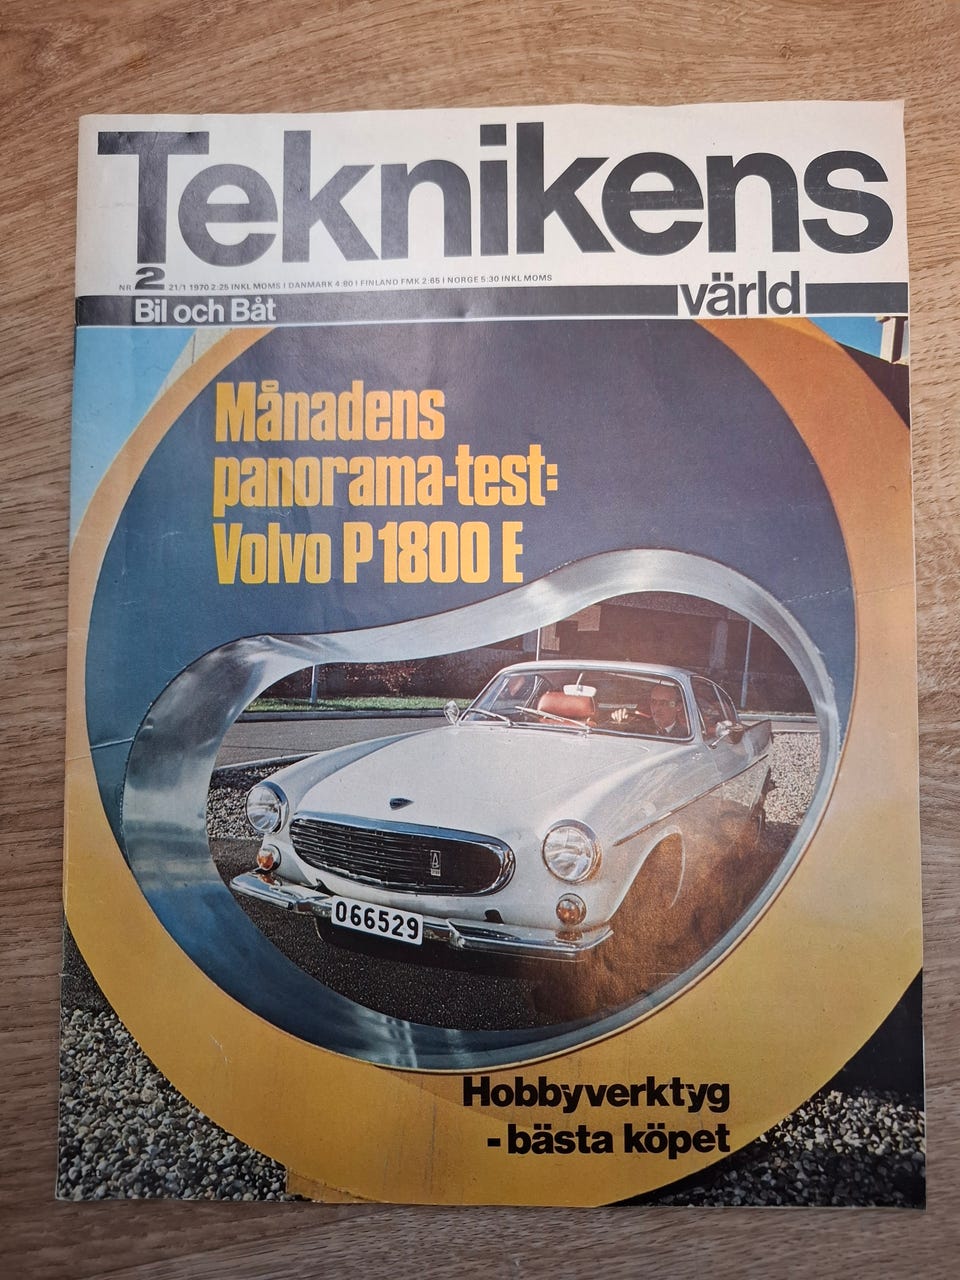 Teknikens
värld
NR 2 21/1 1970 2:25 INKL MOMS I DANMARK 4:80 I FINLAND FMK 2:65 I NORGE 5:30 INKL MOMS
Bil och Båt
Månadens
panorama-test:
Volvo P1800 E
066529
Hobbyverktyg
- bästa köpet